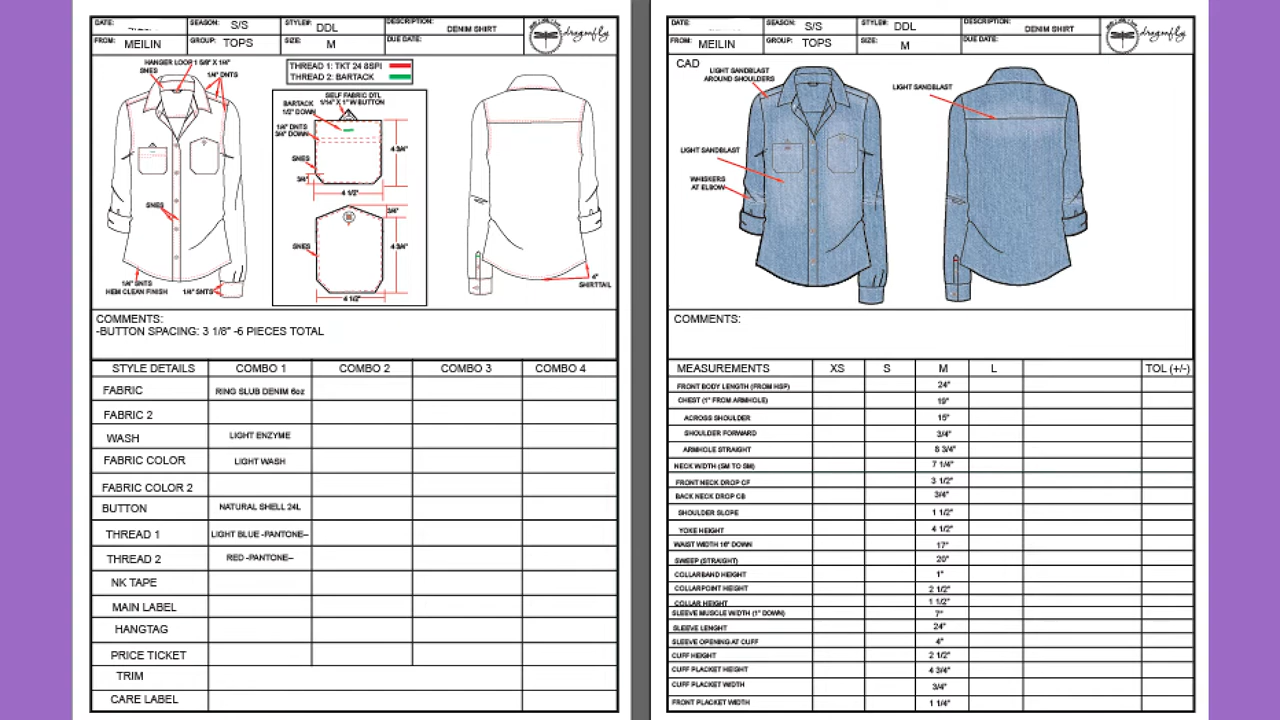 DATE:
SEASON: S/S
STYLE#: DDL
DESCRIPTION: DENIM SHIRT
FROM: MEILIN
GROUP: TOPS
SIZE: M
DUE DATE:
dragonfly
HANGER LOOP 1 5/8" X 1/4"
SNES
1/4" DNTS
THREAD 1: TKT 24 8SPI
THREAD 2: BARTACK
SELF FABRIC DTL
1/14" X 1" W BUTTON
BARTACK
1/2" DOWN
1/4" DNTS
3/4" DOWN
SNES
3/4"
4 3/4"
4 1/2"
3/4"
SNES
4 3/4"
4 1/2"
SNES
1/4" SNTS
HEM CLEAN FINISH
1/4" SNTS
4"
SHIRTTAIL
COMMENTS:
-BUTTON SPACING: 3 1/8" -6 PIECES TOTAL
STYLE DETAILS COMBO 1 COMBO 2 COMBO 3 COMBO 4
FABRIC RING SLUB DENIM 6oz
FABRIC 2
WASH LIGHT ENZYME
FABRIC COLOR LIGHT WASH
FABRIC COLOR 2
BUTTON NATURAL SHELL 24L
THREAD 1 LIGHT BLUE -PANTONE–
THREAD 2 RED -PANTONE–
NK TAPE
MAIN LABEL
HANGTAG
PRICE TICKET
TRIM
CARE LABEL
DATE:
SEASON: S/S
STYLE#: DDL
DESCRIPTION: DENIM SHIRT
FROM: MEILIN
GROUP: TOPS
SIZE: M
DUE DATE:
dragonfly
CAD
LIGHT SANDBLAST
AROUND SHOULDERS
LIGHT SANDBLAST
LIGHT SANDBLAST
WHISKERS
AT ELBOW
COMMENTS:
MEASUREMENTS XS S M L TOL (+/-)
FRONT BODY LENGTH (FROM HSP) 24"
CHEST (1" FROM ARMHOLE) 19"
ACROSS SHOULDER 15"
SHOULDER FORWARD 3/4"
ARMHOLE STRAIGHT 8 3/4"
NECK WIDTH (SM TO SM) 7 1/4"
FRONT NECK DROP CF 3 1/2"
BACK NECK DROP CB 3/4"
SHOULDER SLOPE 1 1/2"
YOKE HEIGHT 4 1/2"
WAIST WIDTH 16" DOWN 17"
SWEEP (STRAIGHT) 20"
COLLARBAND HEIGHT 1"
COLLARPOINT HEIGHT 2 1/2"
COLLAR HEIGHT 1 1/2"
SLEEVE MUSCLE WIDTH (1" DOWN) 7"
SLEEVE LENGHT 24"
SLEEVE OPENING AT CUFF 4"
CUFF HEIGHT 2 1/2"
CUFF PLACKET HEIGHT 4 3/4"
CUFF PLACKET WIDTH 3/4"
FRONT PLACKET WIDTH 1 1/4"